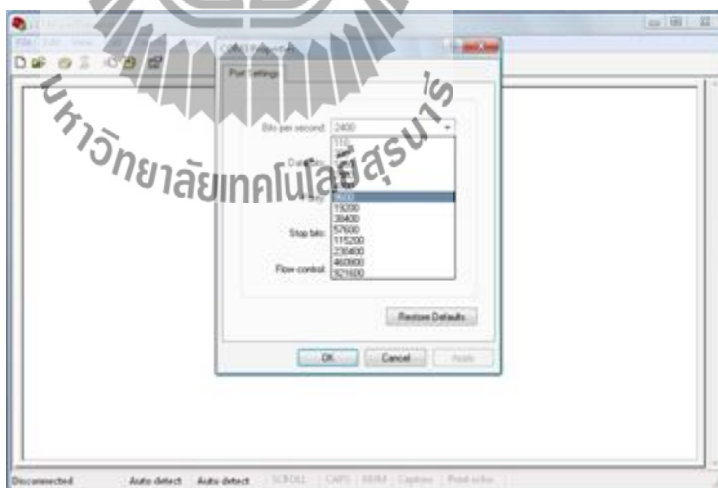 Port Settings
Bits per second: 2400
110
9600
19200
38400
57600
115200
230400
460800
921600
Stop bits:
Flow control:
Restore Defaults
OK Cancel Apply
Disconnected Auto detect Auto detect SCROLL CAPS NUM Capture Print echo
มหาวิทยาลัยเทคโนโลยีสุรนารี